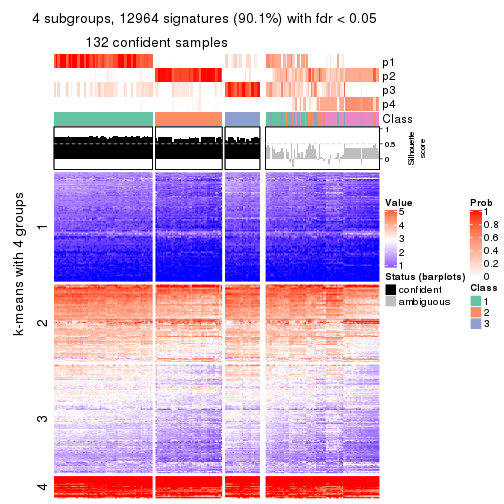 4 subgroups, 12964 signatures (90.1%) with fdr < 0.05
132 confident samples
p1
p2
p3
p4
Class
1
0.5
0
Silhouette
score
k-means with 4 groups
1
2
3
4
Value
5
4
3
2
1
Status (barplots)
confident
ambiguous
Prob
1
0.8
0.6
0.4
0.2
0
Class
1
2
3